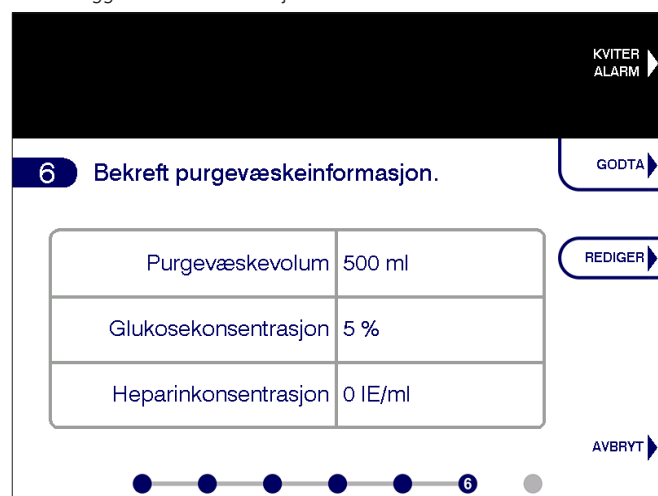 KVITER
ALARM
6 Bekreft purgevæskeinformasjon.
GODTA
Purgevæskevolum 500 ml
REDIGER
Glukosekonsentrasjon 5 %
Heparinkonsentrasjon 0 IE/ml
AVBRYT
6